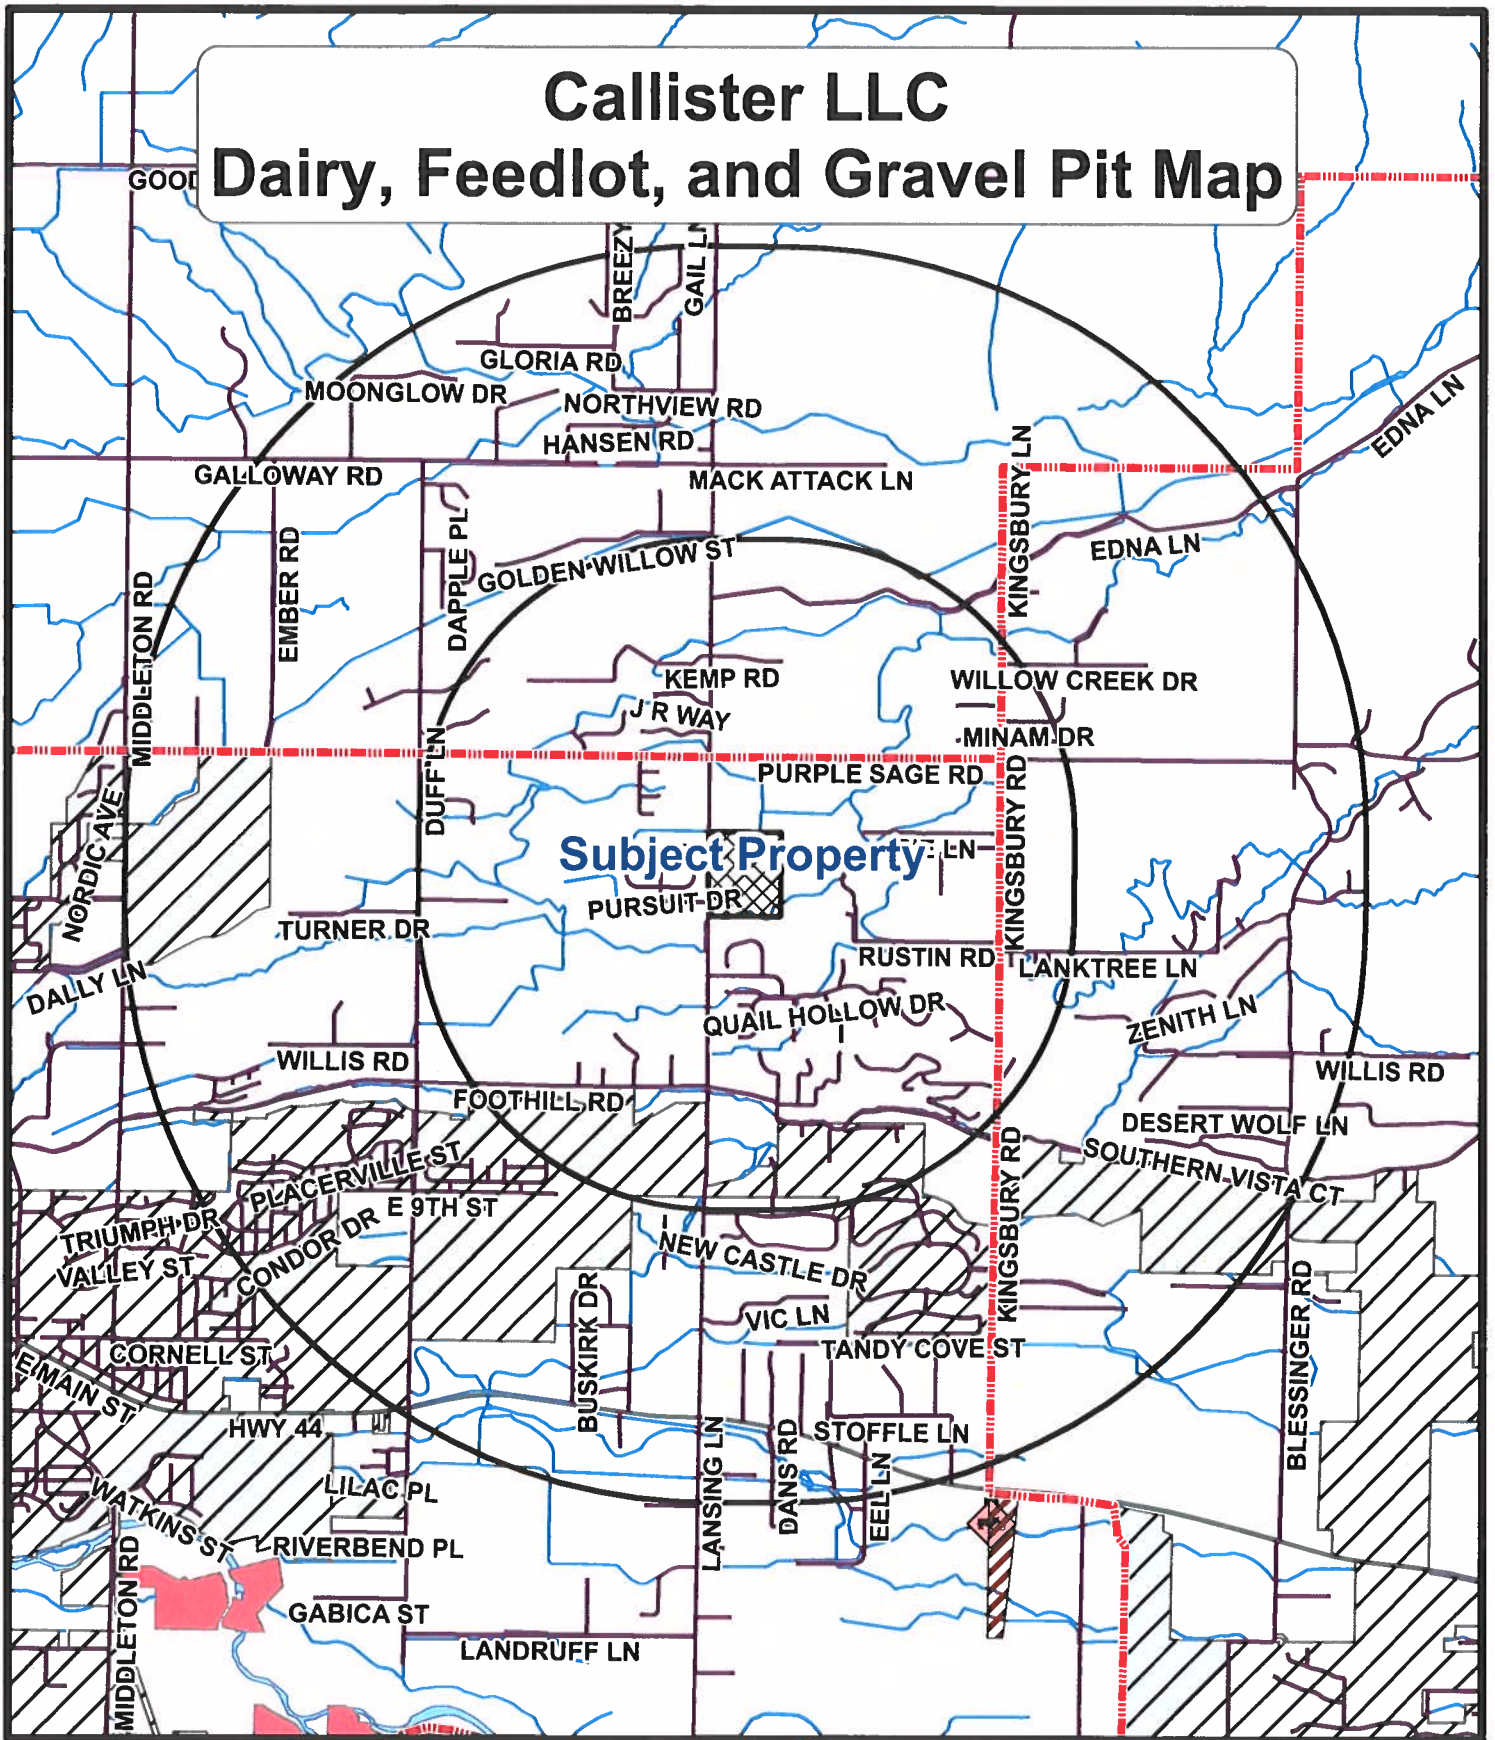 Callister LLC
Dairy, Feedlot, and Gravel Pit Map
BREEZY
GAIL LN
GLORIA RD
MOONGLOW DR
NORTHVIEW RD
HANSEN RD
GALLOWAY RD
MACK ATTACK LN
EDNA LN
KINGSBURY LN
EDNA LN
DAPPLE PL
GOLDEN WILLOW ST
EMBER RD
MIDDLETON RD
KEMP RD
WILLOW CREEK DR
J R WAY
MINAM DR
DUFF LN
PURPLE SAGE RD
KINGSBURY RD
NORDIC AVE
Subject Property
LN
PURSUIT DR
TURNER DR
RUSTIN RD
LANKTREE LN
DALLY LN
QUAIL HOLLOW DR
ZENITH LN
WILLIS RD
WILLIS RD
FOOTHILL RD
DESERT WOLF LN
KINGSBURY RD
SOUTHERN VISTA CT
PLACERVILLE ST
E 9TH ST
TRIUMPH DR
CONDOR DR
VALLEY ST
NEW CASTLE DR
BUSKIRK DR
VIC LN
TANDY COVE ST
BLESSINGER RD
CORNELL ST
E MAIN ST
HWY 44
STOFFLE LN
LANSING LN
DANS RD
EEL LN
LILAC PL
WATKINS ST
RIVERBEND PL
MIDDLETON RD
GABICA ST
LANDRUFF LN